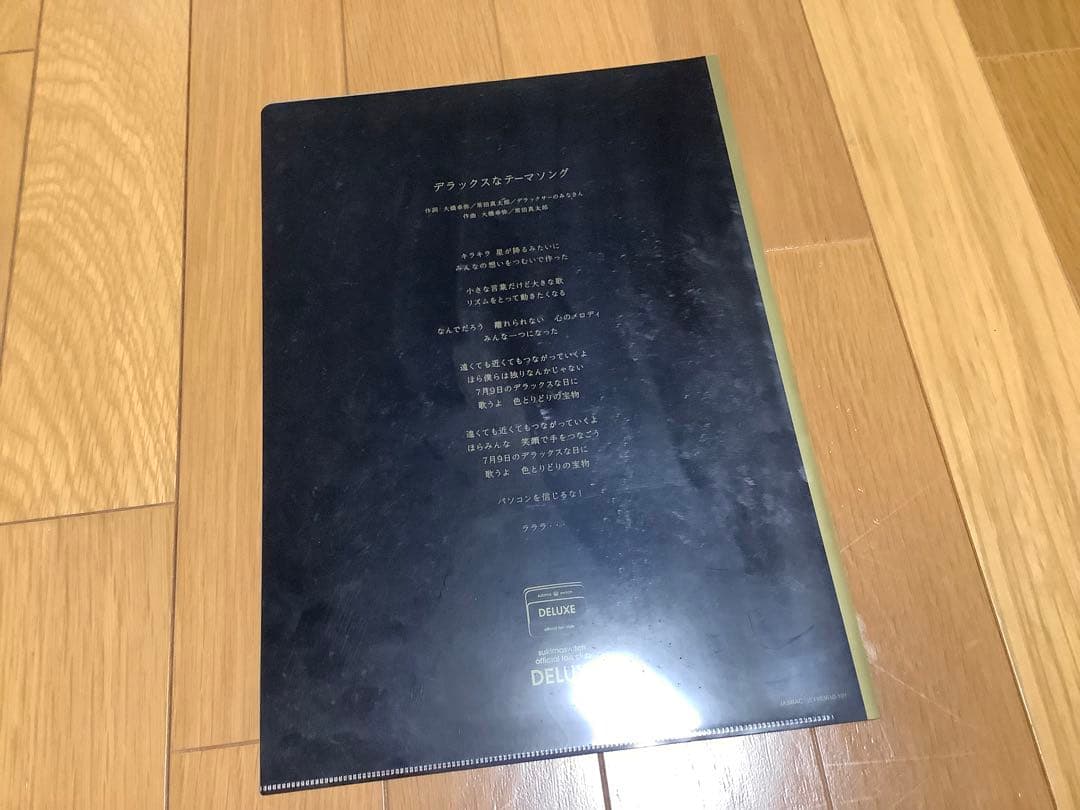 デラックスなテーマソング
作詞 大橋卓弥／常田真太郎／デラックサーのみなさん
作曲 大橋卓弥／常田真太郎
キラキラ 星が降るみたいに
みんなの想いをつむいで作った
小さな言葉だけど大きな歌
リズムをとって動きたくなる
なんでだろう 離れられない 心のメロディ
みんな一つになった
遠くても近くてもつながっていくよ
ほら僕らは独りなんかじゃない
7月9日のデラックスな日に
歌うよ 色とりどりの宝物
遠くても近くてもつながっていくよ
ほらみんな 笑顔で手をつなごう
7月9日のデラックスな日に
歌うよ 色とりどりの宝物
パソコンを信じるな！
ラララ・・・
DELUXE
official fan club
sukimaswitch
official fan club
DELUXE
JASRAC